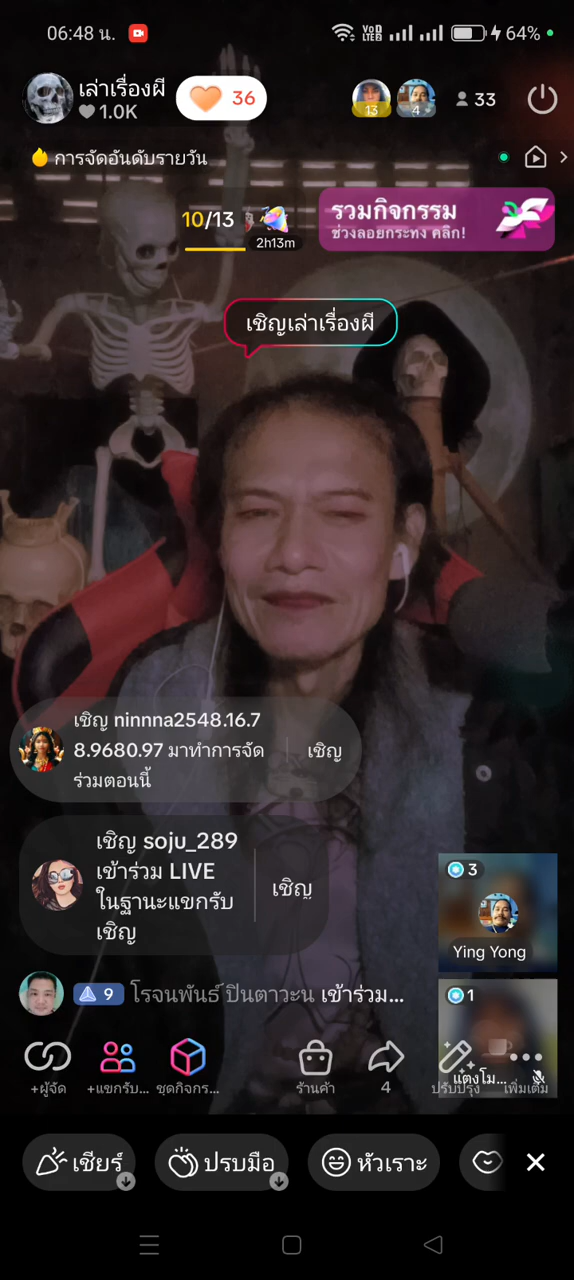 06:48 น.
VoD
LTE2
64%
เล่าเรื่องผี
1.0K
36
13
4
33
การจัดอันดับรายวัน
10/13
2h13m
รวมกิจกรรม
ช่วงลอยกระทง คลิก!
เชิญเล่าเรื่องผี
เชิญ ninnna2548.16.7
8.9680.97 มาทำการจัด
ร่วมตอนนี้
เชิญ
เชิญ soju_289
เข้าร่วม LIVE
ในฐานะแขกรับ
เชิญ
เชิญ
3
Ying Yong
9 โรจนพันธ์ ปินตาวะน เข้าร่วม...
1
แตงโม...
+ผู้จัด
+แขกรับ...
ชุดกิจกร...
ร้านค้า
4
ปรับปรุง
เพิ่มเติม
เชียร์
ปรบมือ
หัวเราะ